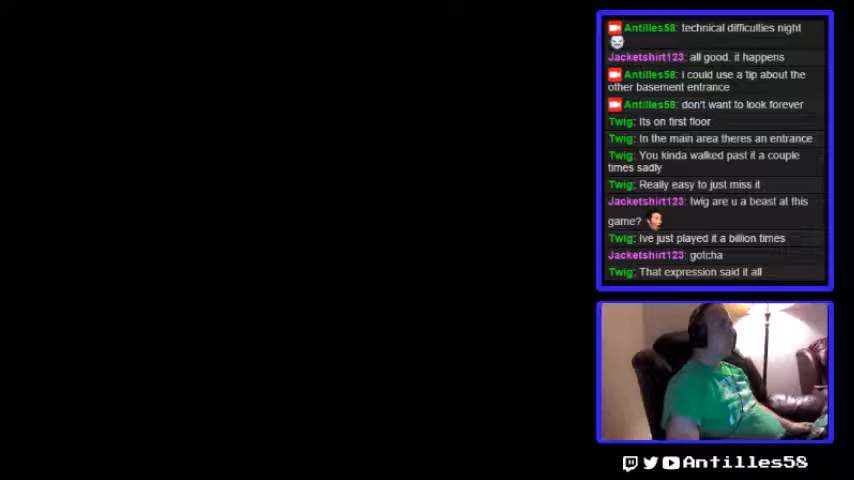 Antilles58: technical difficulties night
Jacketshirt123: all good, it happens
Antilles58: i could use a tip about the
other basement entrance
Antilles58: don't want to look forever
Twig: Its on first floor
Twig: In the main area theres an entrance
Twig: You kinda walked past it a couple
times sadly
Twig: Really easy to just miss it
Jacketshirt123: twig are u a beast at this
game?
Twig: Ive just played it a billion times
Jacketshirt123: gotcha
Twig: That expression said it all
Antilles58